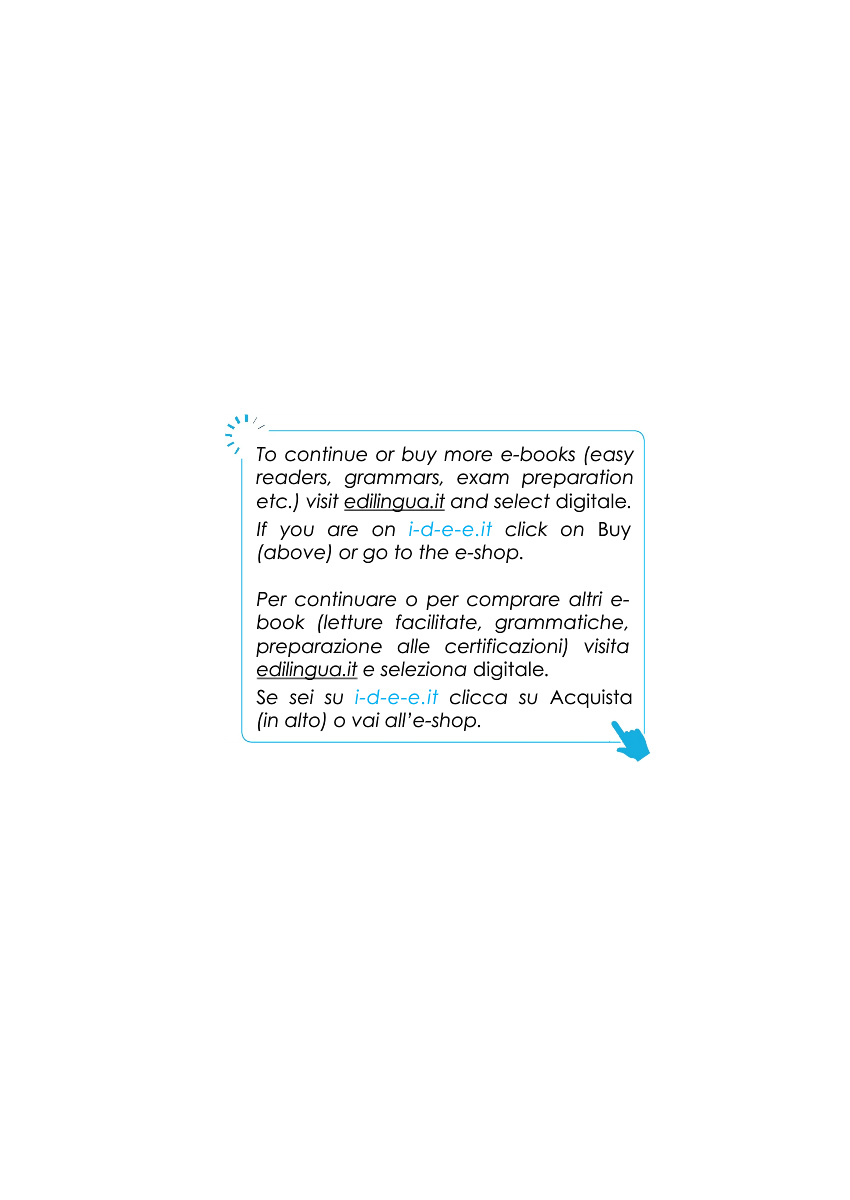 To continue or buy more e-books (easy
readers, grammars, exam preparation
etc.) visit edilingua.it and select digitale.
If you are on i-d-e-e.it click on Buy
(above) or go to the e-shop.
Per continuare o per comprare altri e-
book (letture facilitate, grammatiche,
preparazione alle certificazioni) visita
edilingua.it e seleziona digitale.
Se sei su i-d-e-e.it clicca su Acquista
(in alto) o vai all’e-shop.